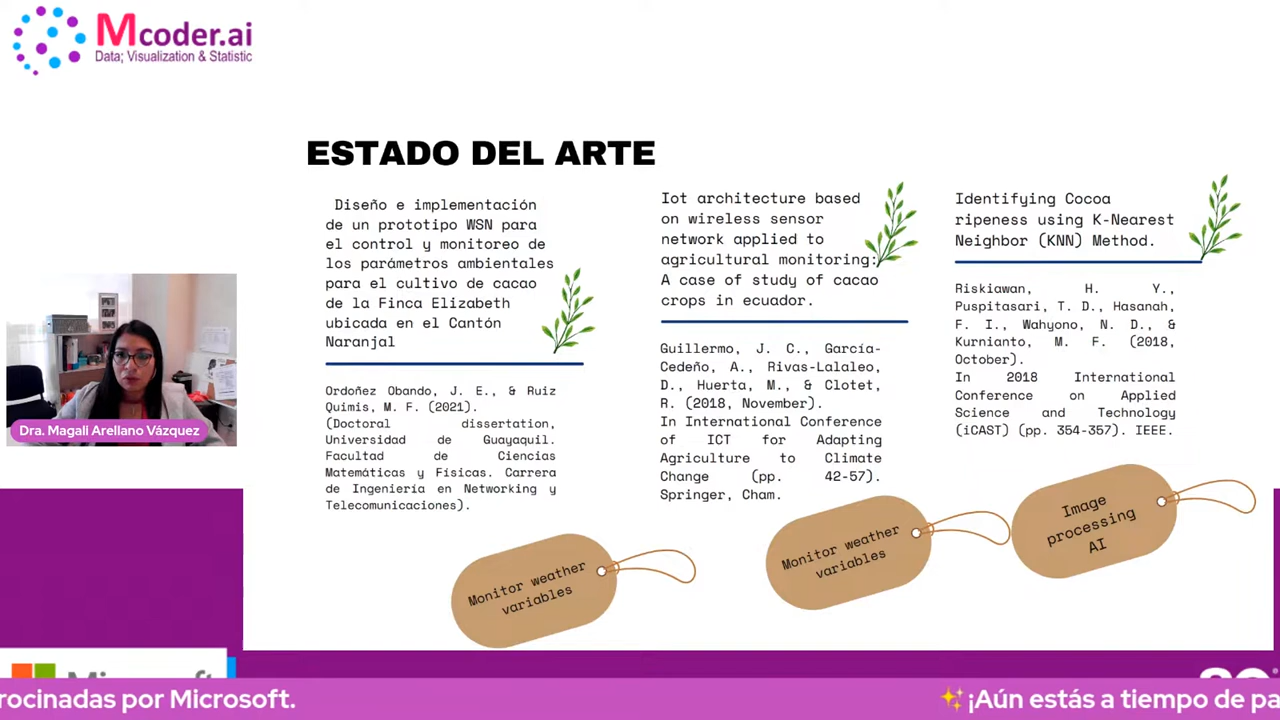 Mcoder.ai
Data; Visualization & Statistic
ESTADO DEL ARTE
Diseño e implementación
de un prototipo WSN para
el control y monitoreo de
los parámetros ambientales
para el cultivo de cacao
de la Finca Elizabeth
ubicada en el Cantón
Naranjal
Ordoñez Obando, J. E., & Ruiz
Quimis, M. F. (2021).
(Doctoral dissertation,
Universidad de Guayaquil.
Facultad de Ciencias
Matemáticas y Físicas. Carrera
de Ingeniería en Networking y
Telecomunicaciones).
Monitor weather
variables
Iot architecture based
on wireless sensor
network applied to
agricultural monitoring:
A case of study of cacao
crops in ecuador.
Guillermo, J. C., García-
Cedeño, A., Rivas-Lalaleo,
D., Huerta, M., & Clotet,
R. (2018, November).
In International Conference
of ICT for Adapting
Agriculture to Climate
Change (pp. 42-57).
Springer, Cham.
Monitor weather
variables
Identifying Cocoa
ripeness using K-Nearest
Neighbor (KNN) Method.
Riskiawan, H. Y.,
Puspitasari, T. D., Hasanah,
F. I., Wahyono, N. D., &
Kurnianto, M. F. (2018,
October).
In 2018 International
Conference on Applied
Science and Technology
(iCAST) (pp. 354-357). IEEE.
Image
processing
AI
Dra. Magali Arellano Vázquez
rocinadas por Microsoft.
✨ ¡Aún estás a tiempo de pa